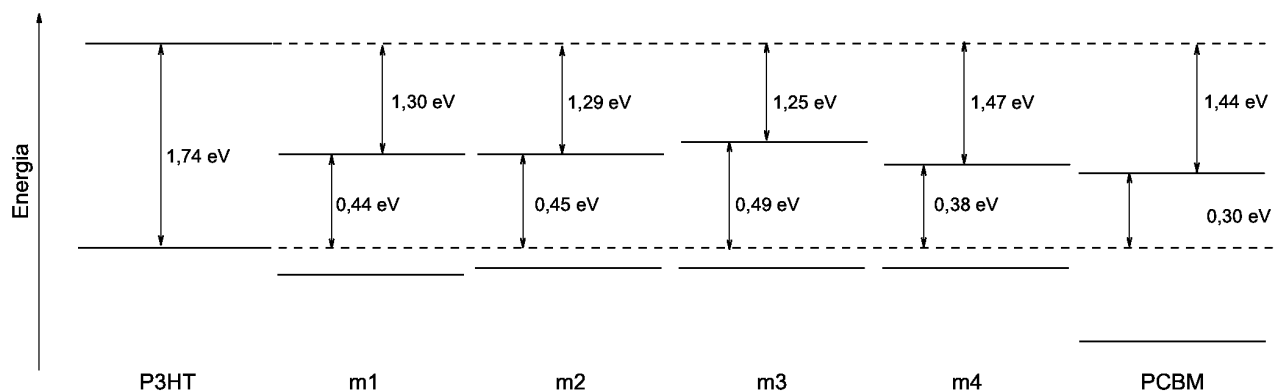 Energia
1,74 eV
1,30 eV
0,44 eV
1,29 eV
0,45 eV
1,25 eV
0,49 eV
1,47 eV
0,38 eV
1,44 eV
0,30 eV
P3HT
m1
m2
m3
m4
PCBM